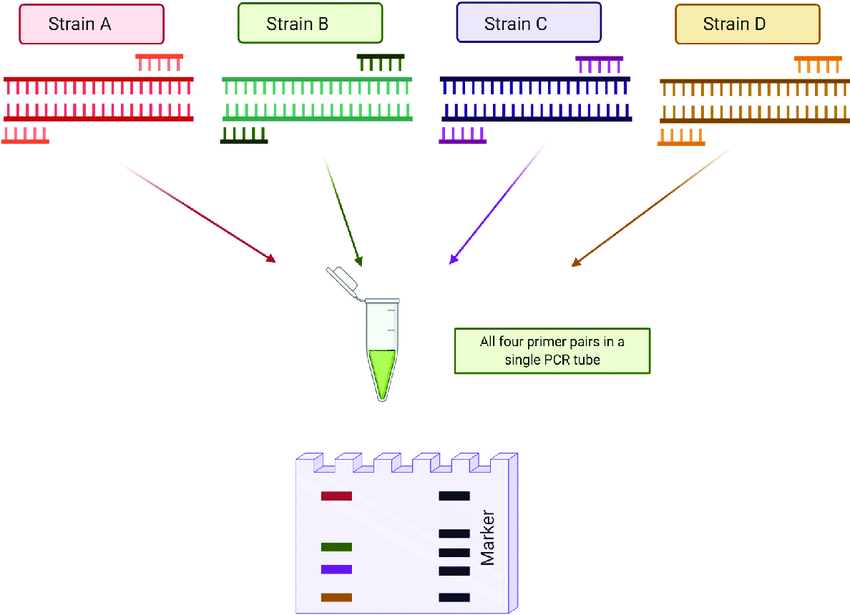 Strain A
Strain B
Strain C
Strain D
All four primer pairs in a
single PCR tube
Marker